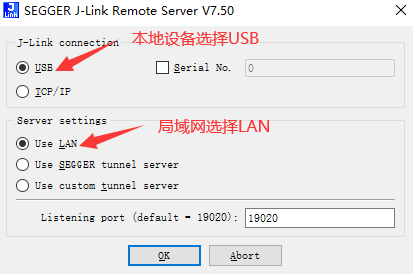 J-Link
SEGGER J-Link Remote Server V7.50
J-Link connection
本地设备选择USB
USB
Serial No.
0
TCP/IP
Server settings
局域网选择LAN
Use LAN
Use SEGGER tunnel server
Use custom tunnel server
Listening port (default = 19020):
19020
OK
Abort